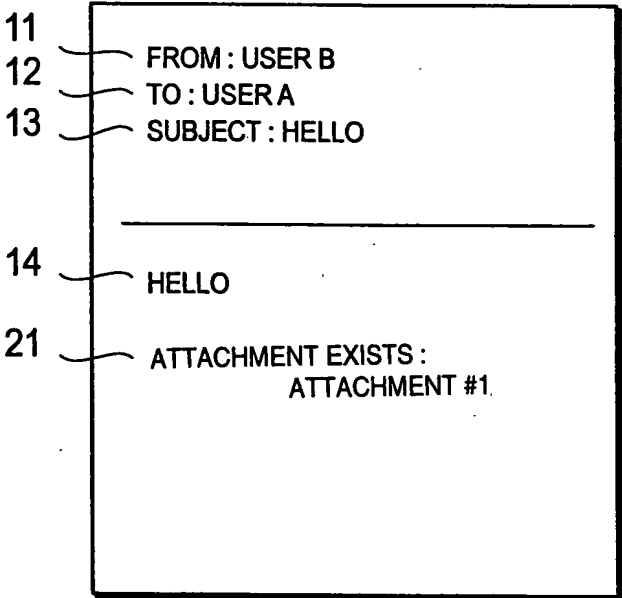 11 FROM : USER B
12 TO : USER A
13 SUBJECT : HELLO
14 HELLO
21 ATTACHMENT EXISTS :
ATTACHMENT #1